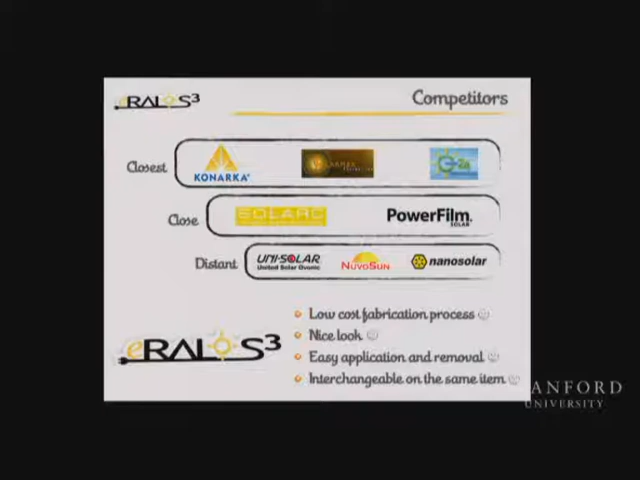 eRALOS3
Competitors
Closest
KONARKA
Close
SOLARC
PowerFilm
SOLAR
Distant
UNI-SOLAR
United Solar Ovonic
NUVOSUN
nanosolar
Low cost fabrication process
Nice look
Easy application and removal
Interchangeable on the same item
eRALOS3
ANFORD
UNIVERSITY